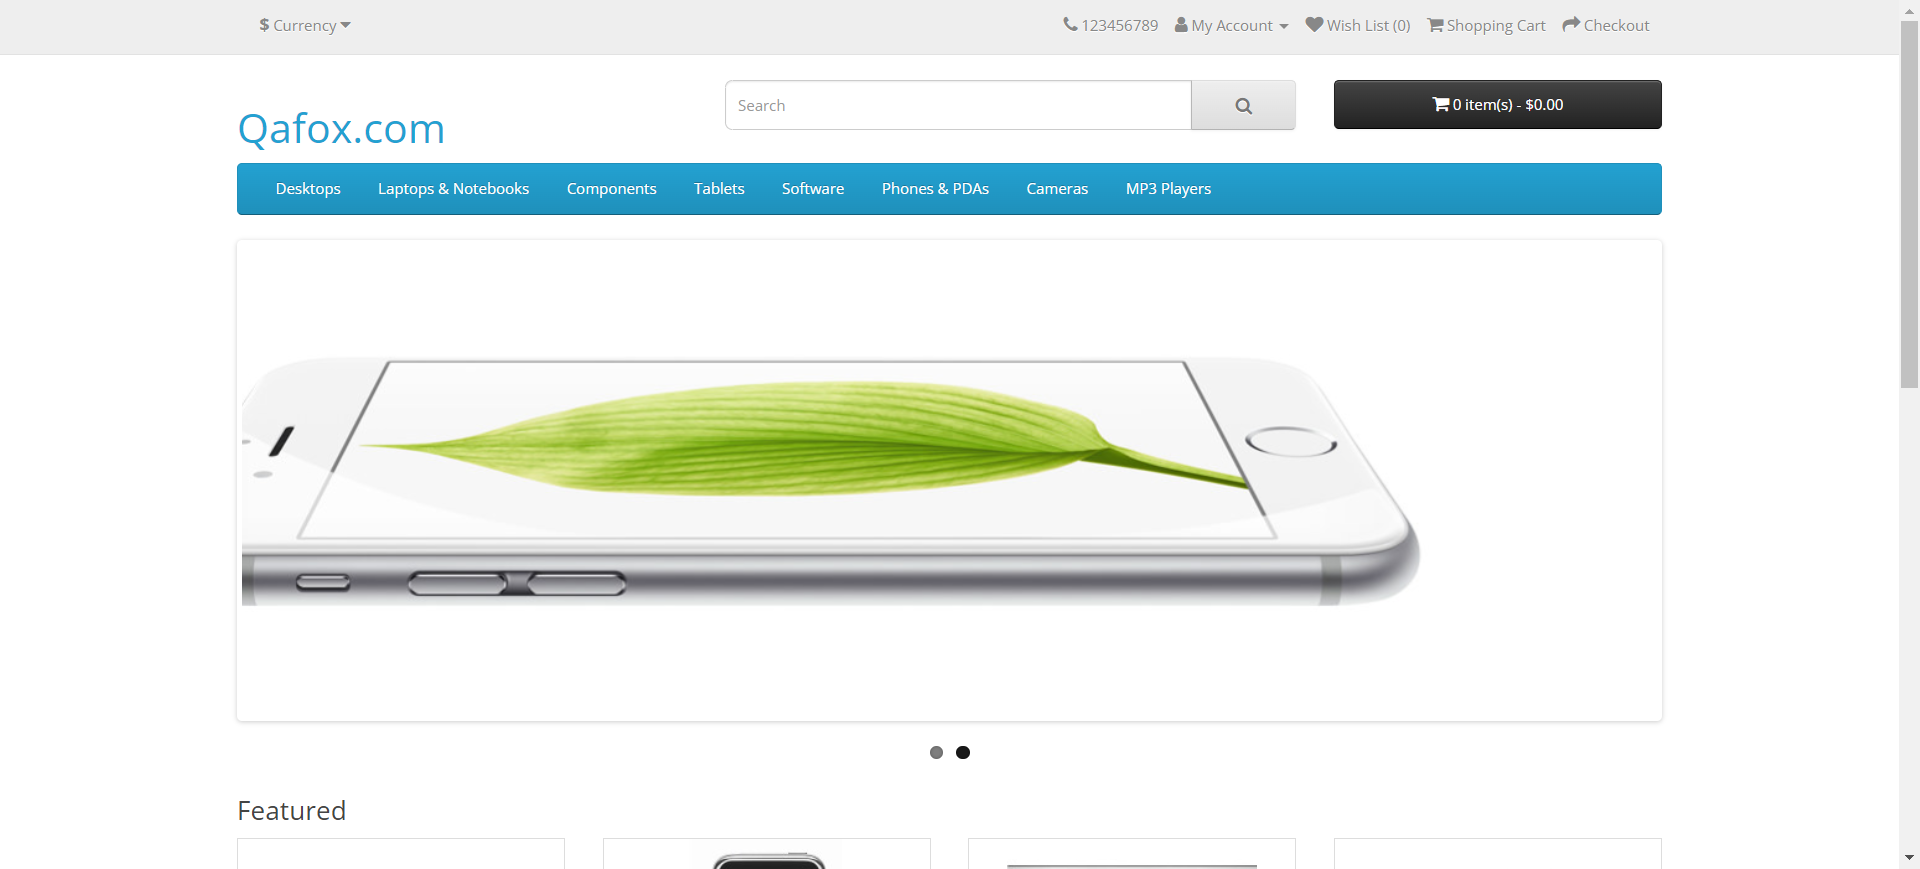 $ Currency
123456789 My Account Wish List (0) Shopping Cart Checkout
Search
0 item(s) - $0.00
Qafox.com
Desktops Laptops & Notebooks Components Tablets Software Phones & PDAs Cameras MP3 Players
Featured